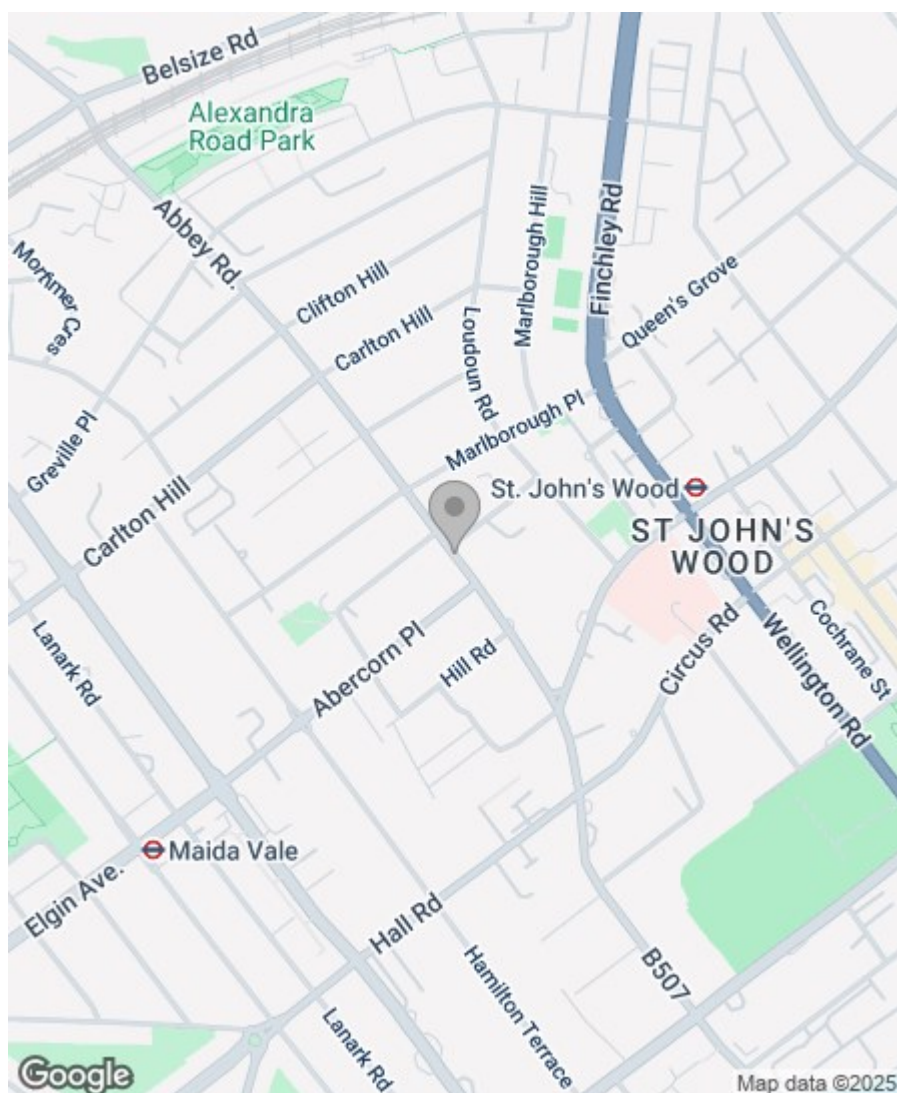 Belsize Rd
Alexandra
Road Park
Abbey Rd.
Finchley Rd
Marlborough Hill
Queen's Grove
Mortimer Cres
Clifton Hill
Carlton Hill
Loudoun Rd
Greville Pl
Marlborough Pl
St. John's Wood
ST JOHN'S
WOOD
Carlton Hill
Lanark Rd
Abercorn Pl
Hill Rd
Circus Rd
Cochrane St
Wellington Rd
Maida Vale
Elgin Ave.
Hall Rd
B507
Hamilton Terrace
Lanark Rd
Google
Map data ©2025